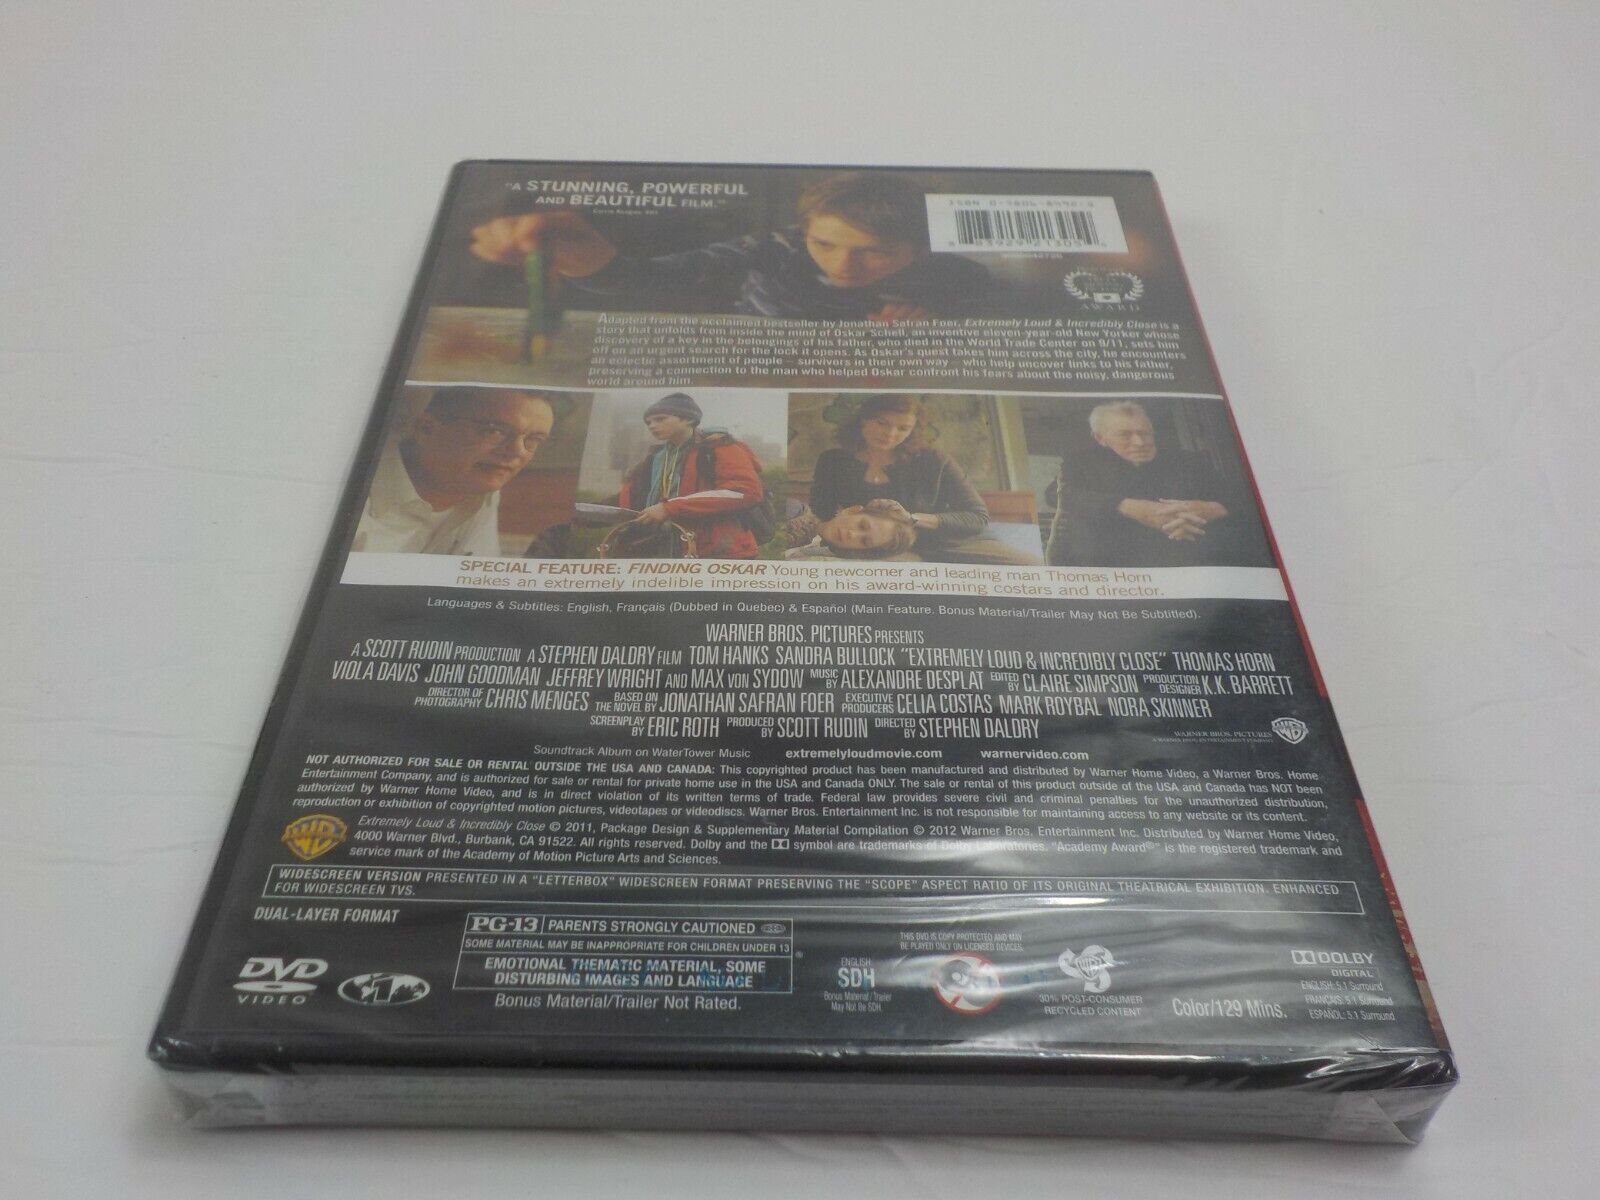 "A STUNNING, POWERFUL
AND BEAUTIFUL FILM."
ISBN 0-7806-8492-2
8 83929 21305
AWARD
Adapted from the acclaimed bestseller by Jonathan Safran Foer, Extremely Loud & Incredibly Close is a
story that unfolds from inside the mind of Oskar Schell, an inventive eleven-year-old New Yorker whose
discovery of a key in the belongings of his father, who died in the World Trade Center on 9/11, sets him
off on an urgent search for the lock it opens. As Oskar's quest takes him across the city, he encounters
an eclectic assortment of people – survivors in their own way – who help uncover links to his father,
preserving a connection to the man who helped Oskar confront his fears about the noisy, dangerous
world around him.
SPECIAL FEATURE: FINDING OSKAR Young newcomer and leading man Thomas Horn
makes an extremely indelible impression on his award-winning costars and director.
Languages & Subtitles: English, Français (Dubbed in Quebec) & Español (Main Feature. Bonus Material/Trailer May Not Be Subtitled).
WARNER BROS. PICTURES PRESENTS
A SCOTT RUDIN PRODUCTION A STEPHEN DALDRY FILM TOM HANKS SANDRA BULLOCK "EXTREMELY LOUD & INCREDIBLY CLOSE" THOMAS HORN
VIOLA DAVIS JOHN GOODMAN JEFFREY WRIGHT AND MAX VON SYDOW MUSIC BY ALEXANDRE DESPLAT EDITED BY CLAIRE SIMPSON PRODUCTION DESIGNER K.K. BARRETT
DIRECTOR OF PHOTOGRAPHY CHRIS MENGES BASED ON THE NOVEL BY JONATHAN SAFRAN FOER EXECUTIVE PRODUCERS CELIA COSTAS MARK ROYBAL NORA SKINNER
SCREENPLAY BY ERIC ROTH PRODUCED BY SCOTT RUDIN DIRECTED BY STEPHEN DALDRY
WARNER BROS. PICTURES
A WARNER BROS. ENTERTAINMENT COMPANY
Soundtrack Album on WaterTower Music extremelyloudmovie.com warnervideo.com
NOT AUTHORIZED FOR SALE OR RENTAL OUTSIDE THE USA AND CANADA: This copyrighted product has been manufactured and distributed by Warner Home Video, a Warner Bros. Home
Entertainment Company, and is authorized for sale or rental for private home use in the USA and Canada ONLY. The sale or rental of this product outside of the USA and Canada has NOT been
authorized by Warner Home Video, and is in direct violation of its written terms of trade. Federal law provides severe civil and criminal penalties for the unauthorized distribution,
reproduction or exhibition of copyrighted motion pictures, videotapes or videodiscs. Warner Bros. Entertainment Inc. is not responsible for maintaining access to any website or its content.
Extremely Loud & Incredibly Close © 2011, Package Design & Supplementary Material Compilation © 2012 Warner Bros. Entertainment Inc. Distributed by Warner Home Video,
4000 Warner Blvd., Burbank, CA 91522. All rights reserved. Dolby and the DD symbol are trademarks of Dolby Laboratories. "Academy Award®" is the registered trademark and
service mark of the Academy of Motion Picture Arts and Sciences.
WIDESCREEN VERSION PRESENTED IN A "LETTERBOX" WIDESCREEN FORMAT PRESERVING THE "SCOPE" ASPECT RATIO OF ITS ORIGINAL THEATRICAL EXHIBITION. ENHANCED
FOR WIDESCREEN TVS.
DUAL-LAYER FORMAT
DVD
VIDEO
1
PG-13 PARENTS STRONGLY CAUTIONED
SOME MATERIAL MAY BE INAPPROPRIATE FOR CHILDREN UNDER 13
EMOTIONAL THEMATIC MATERIAL, SOME
DISTURBING IMAGES AND LANGUAGE
Bonus Material/Trailer Not Rated.
ENGLISH
SDH
Bonus Material/Trailer
May Not Be SDH.
THIS DVD IS COPY PROTECTED AND MAY
BE PLAYED ONLY ON LICENSED DEVICES.
30% POST-CONSUMER
RECYCLED CONTENT
Color/129 Mins.
DOLBY
DIGITAL
ENGLISH: 5.1 Surround
FRANÇAIS: 5.1 Surround
ESPAÑOL: 5.1 Surround